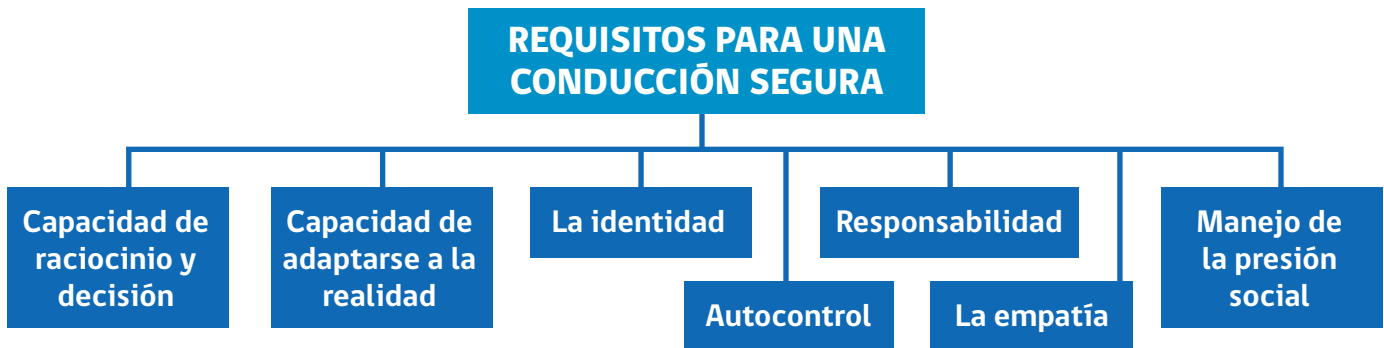 REQUISITOS PARA UNA
CONDUCCIÓN SEGURA
Capacidad de
raciocinio y
decisión
Capacidad de
adaptarse a la
realidad
La identidad
Autocontrol
Responsabilidad
La empatía
Manejo de
la presión
social